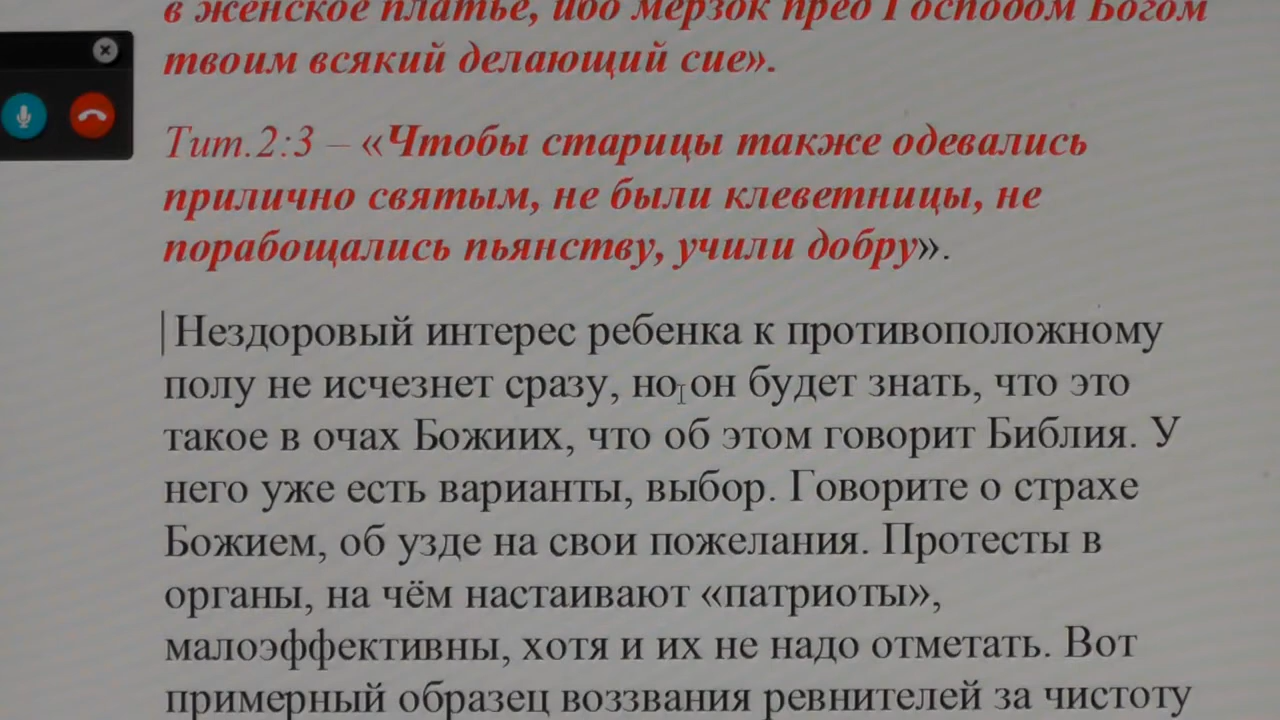 в женское платье, ибо мерзок пред Господом Богом
твоим всякий делающий сие».
Тит.2:3 – «Чтобы старицы также одевались
прилично святым, не были клеветницы, не
порабощались пьянству, учили добру».
Нездоровый интерес ребенка к противоположному
полу не исчезнет сразу, но он будет знать, что это
такое в очах Божиих, что об этом говорит Библия. У
него уже есть варианты, выбор. Говорите о страхе
Божием, об узде на свои пожелания. Протесты в
органы, на чём настаивают «патриоты»,
малоэффективны, хотя и их не надо отметать. Вот
примерный образец воззвания ревнителей за чистоту